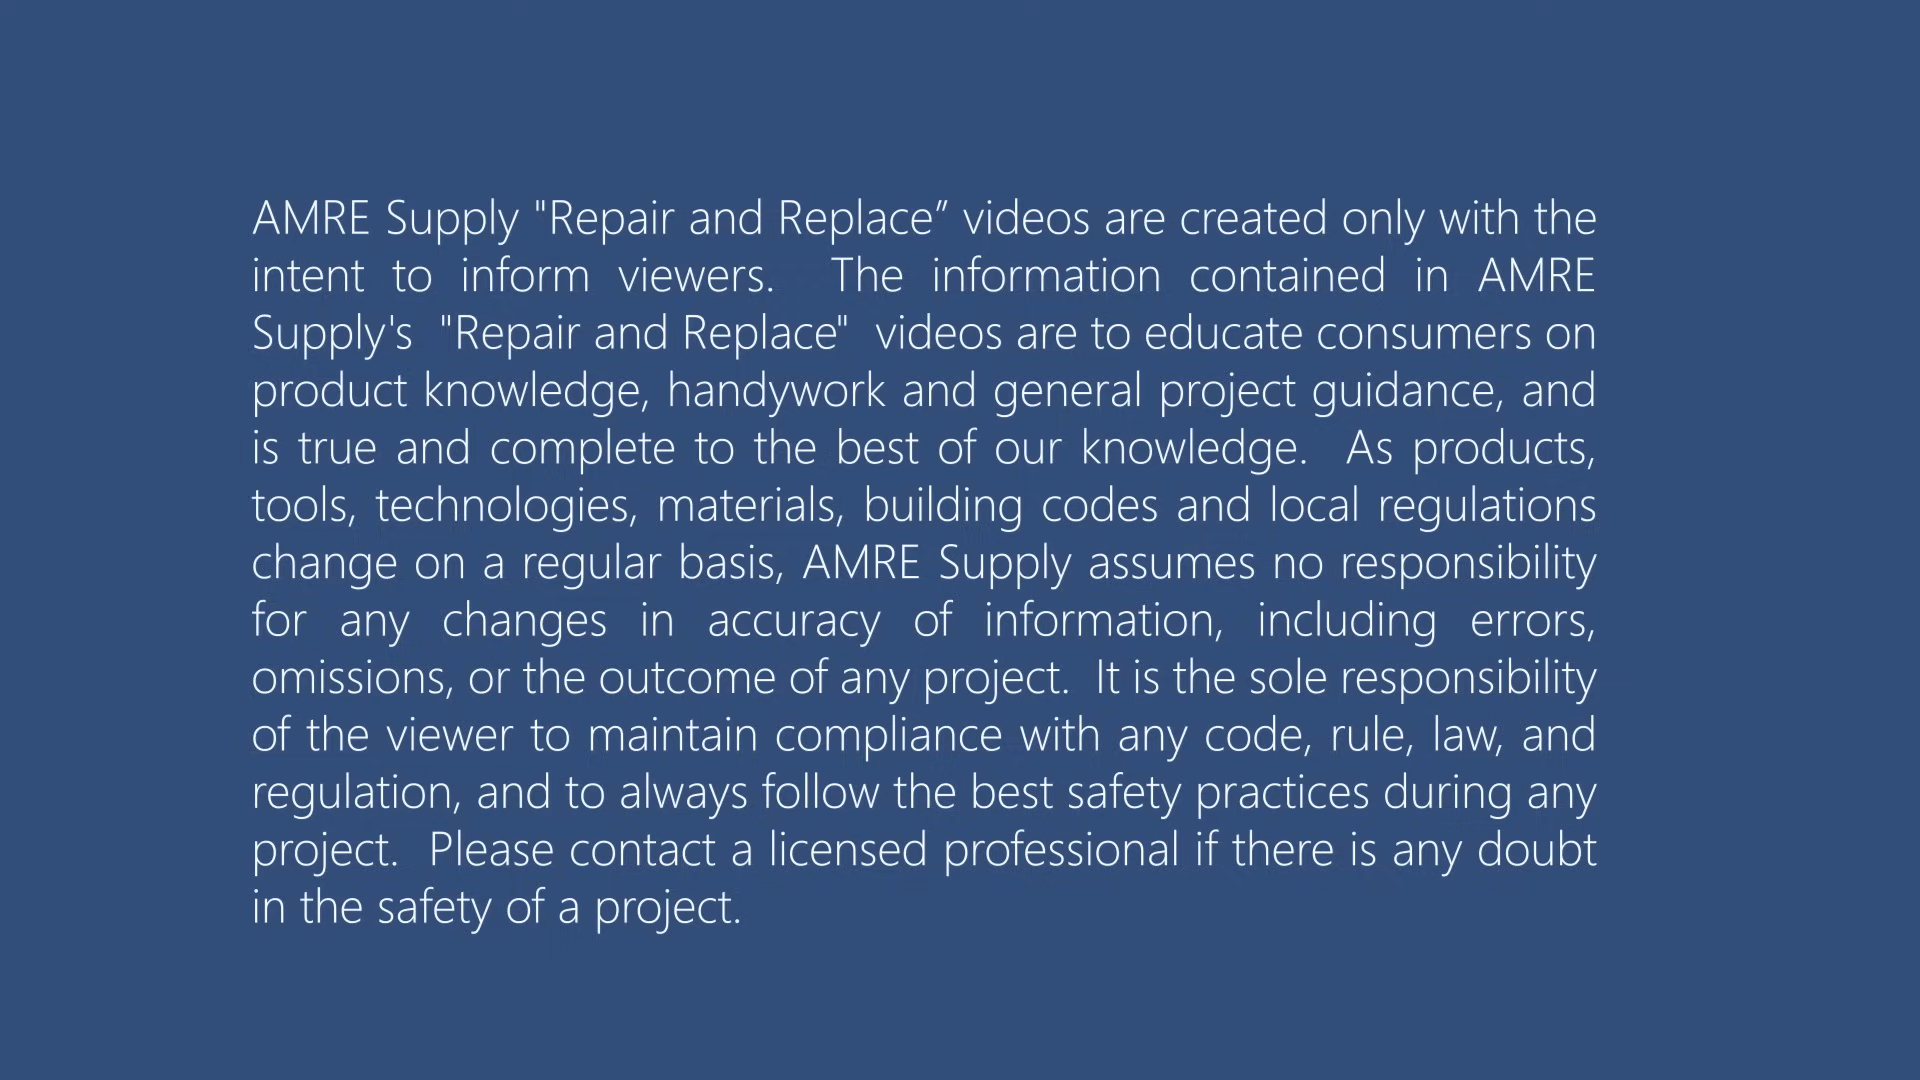 AMRE Supply "Repair and Replace” videos are created only with the
intent to inform viewers.  The information contained in AMRE
Supply's  "Repair and Replace"  videos are to educate consumers on
product knowledge, handywork and general project guidance, and
is true and complete to the best of our knowledge.  As products,
tools, technologies, materials, building codes and local regulations
change on a regular basis, AMRE Supply assumes no responsibility
for any changes in accuracy of information, including errors,
omissions, or the outcome of any project.  It is the sole responsibility
of the viewer to maintain compliance with any code, rule, law, and
regulation, and to always follow the best safety practices during any
project.  Please contact a licensed professional if there is any doubt
in the safety of a project.